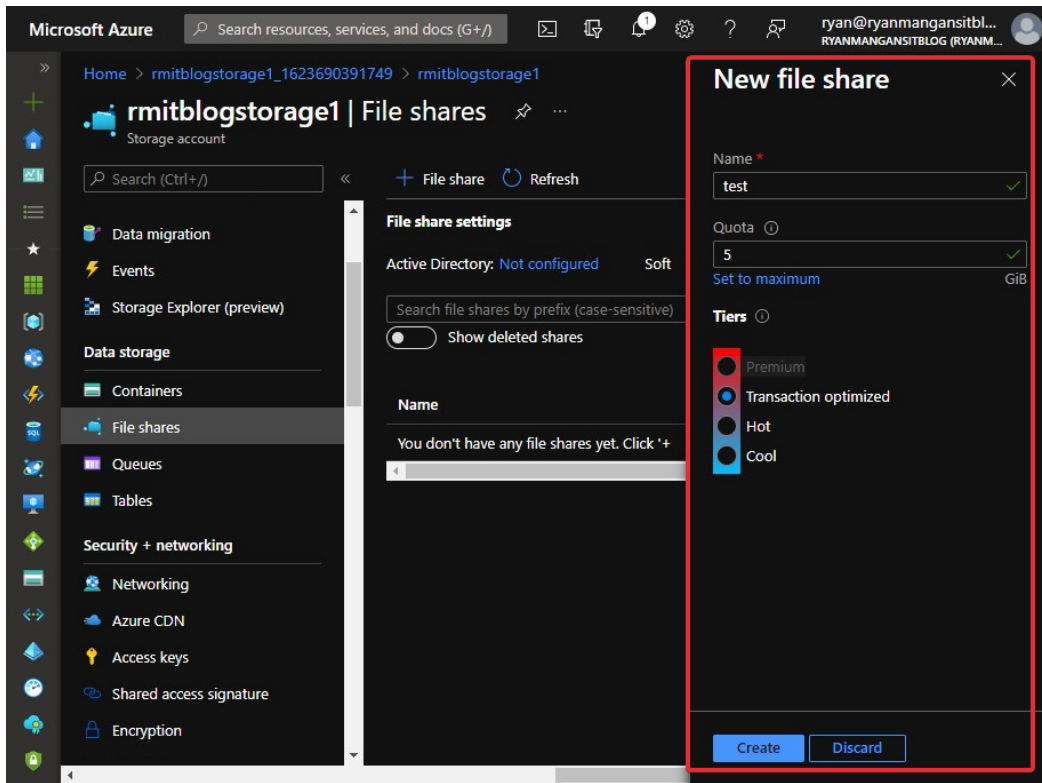 Microsoft Azure
Search resources, services, and docs (G+/)
1
ryan@ryanmangansitbl...
RYANMANGANSITBLOG (RYANM...
Home > rmitblogstorage1_1623690391749 > rmitblogstorage1
rmitblogstorage1 | File shares
Storage account
Search (Ctrl+/)
Data migration
Events
Storage Explorer (preview)
Data storage
Containers
File shares
Queues
Tables
Security + networking
Networking
Azure CDN
Access keys
Shared access signature
Encryption
+ File share Refresh
File share settings
Active Directory: Not configured Soft
Search file shares by prefix (case-sensitive)
Show deleted shares
Name
You don't have any file shares yet. Click '+
New file share
Name *
test
Quota
5
Set to maximum GiB
Tiers
Premium
Transaction optimized
Hot
Cool
Create Discard